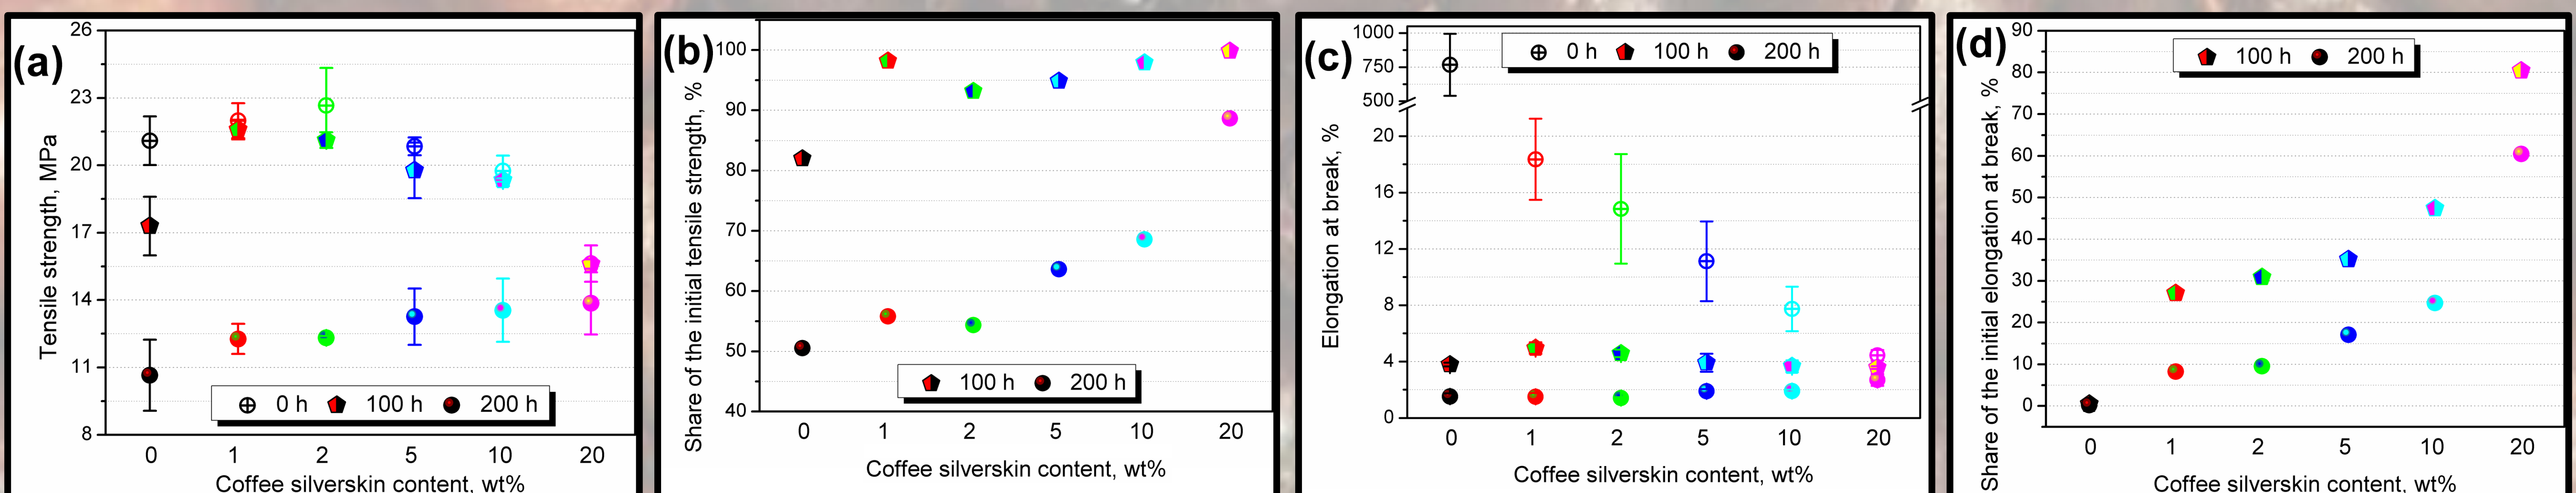 (a)
Tensile strength, MPa
26
23
20
17
14
11
8
0 h 100 h 200 h
0 1 2 5 10 20
Coffee silverskin content, wt%
(b)
Share of the initial tensile strength, %
100
90
80
70
60
50
40
100 h 200 h
0 1 2 5 10 20
Coffee silverskin content, wt%
(c)
Elongation at break, %
1000
750
500
20
16
12
8
4
0
0 h 100 h 200 h
0 1 2 5 10 20
Coffee silverskin content, wt%
(d)
Share of the initial elongation at break, %
90
80
70
60
50
40
30
20
10
0
100 h 200 h
0 1 2 5 10 20
Coffee silverskin content, wt%